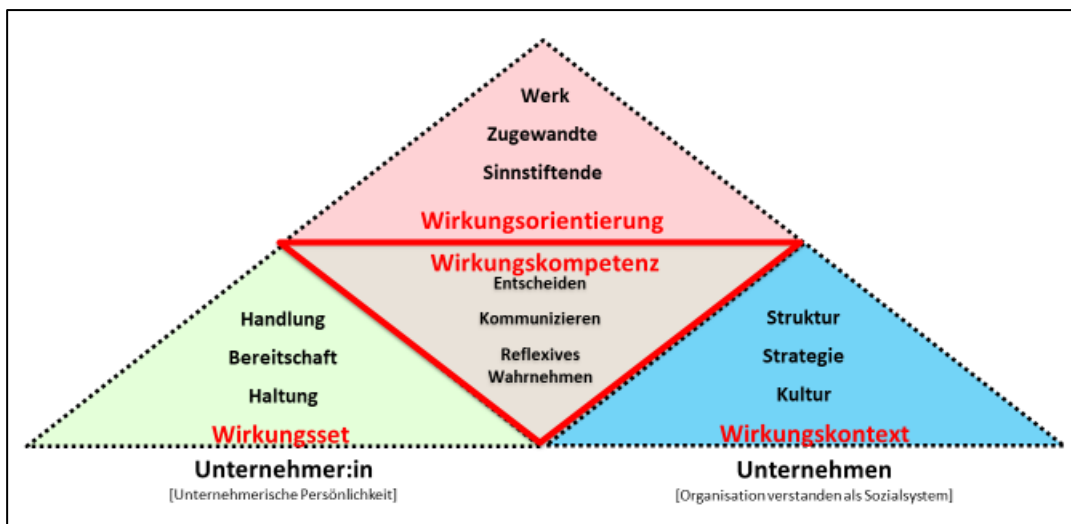 Werk
Zugewandte
Sinnstiftende
Wirkungsorientierung
Wirkungskompetenz
Entscheiden
Kommunizieren
Reflexives
Wahrnehmen
Handlung
Bereitschaft
Haltung
Wirkungsset
Struktur
Strategie
Kultur
Wirkungskontext
Unternehmer:in
[Unternehmerische Persönlichkeit]
Unternehmen
[Organisation verstanden als Sozialsystem]